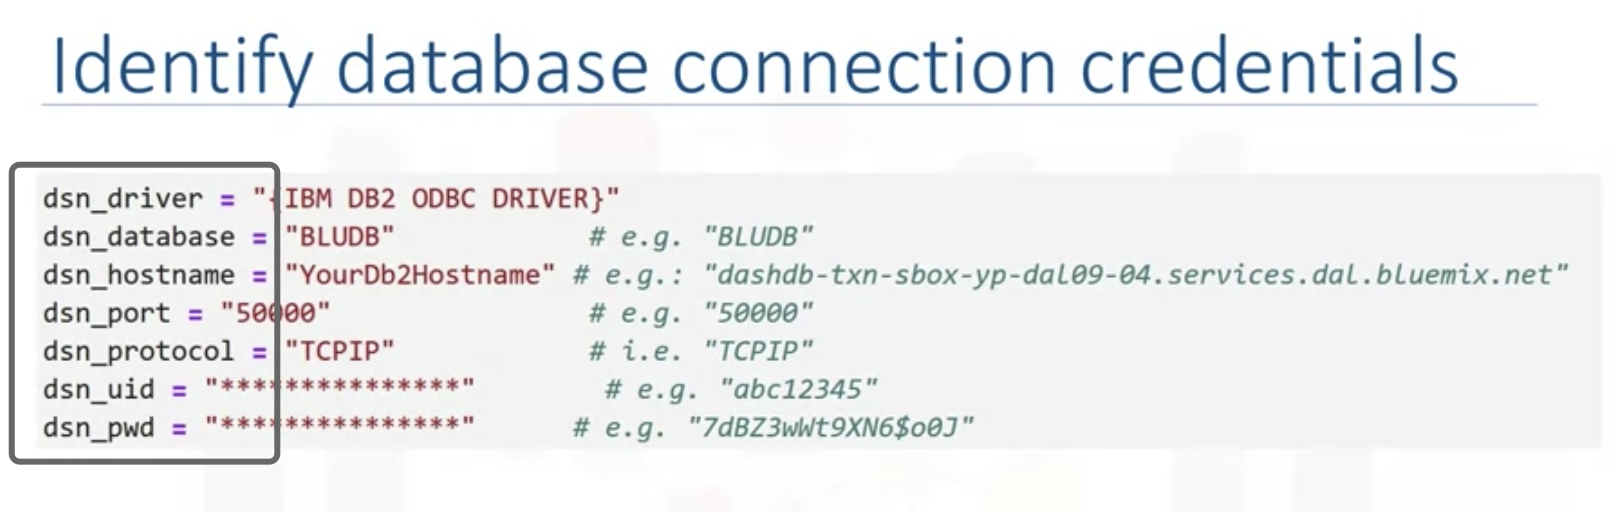 Identify database connection credentials
dsn_driver = "{IBM DB2 ODBC DRIVER}"
dsn_database = "BLUDB" # e.g. "BLUDB"
dsn_hostname = "YourDb2Hostname" # e.g.: "dashdb-txn-sbox-yp-dal09-04.services.dal.bluemix.net"
dsn_port = "50000" # e.g. "50000"
dsn_protocol = "TCPIP" # i.e. "TCPIP"
dsn_uid = "***************" # e.g. "abc12345"
dsn_pwd = "***************" # e.g. "7dBZ3wWt9XN6$o0J"